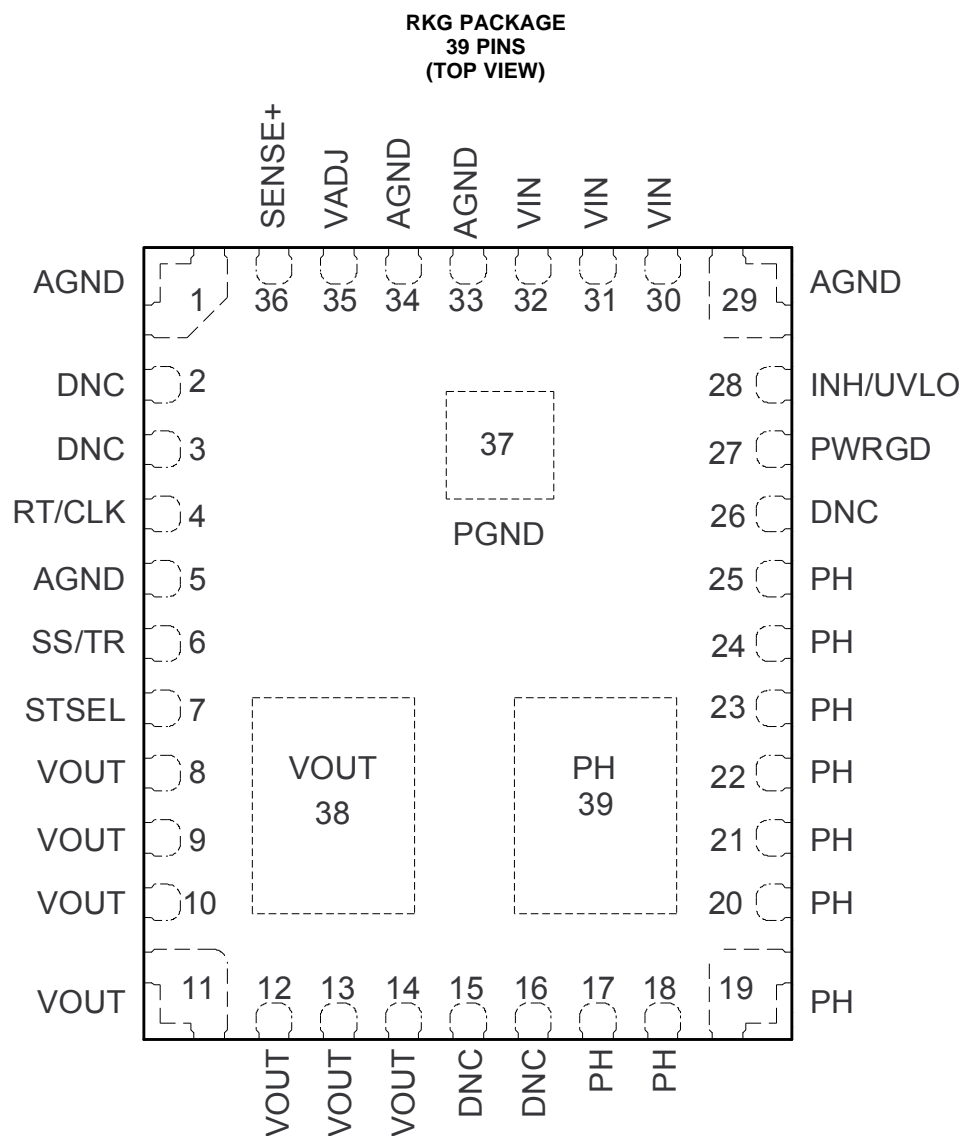 RKG PACKAGE
39 PINS
(TOP VIEW)
SENSE+
VADJ
AGND
AGND
VIN
VIN
VIN
AGND
1
36
35
34
33
32
31
30
29
AGND
DNC
2
28
INH/UVLO
DNC
3
37
27
PWRGD
RT/CLK
4
PGND
26
DNC
AGND
5
25
PH
SS/TR
6
24
PH
STSEL
7
23
PH
VOUT
8
VOUT
38
PH
39
22
PH
VOUT
9
21
PH
VOUT
10
20
PH
VOUT
11
12
13
14
15
16
17
18
19
PH
VOUT
VOUT
VOUT
DNC
DNC
PH
PH